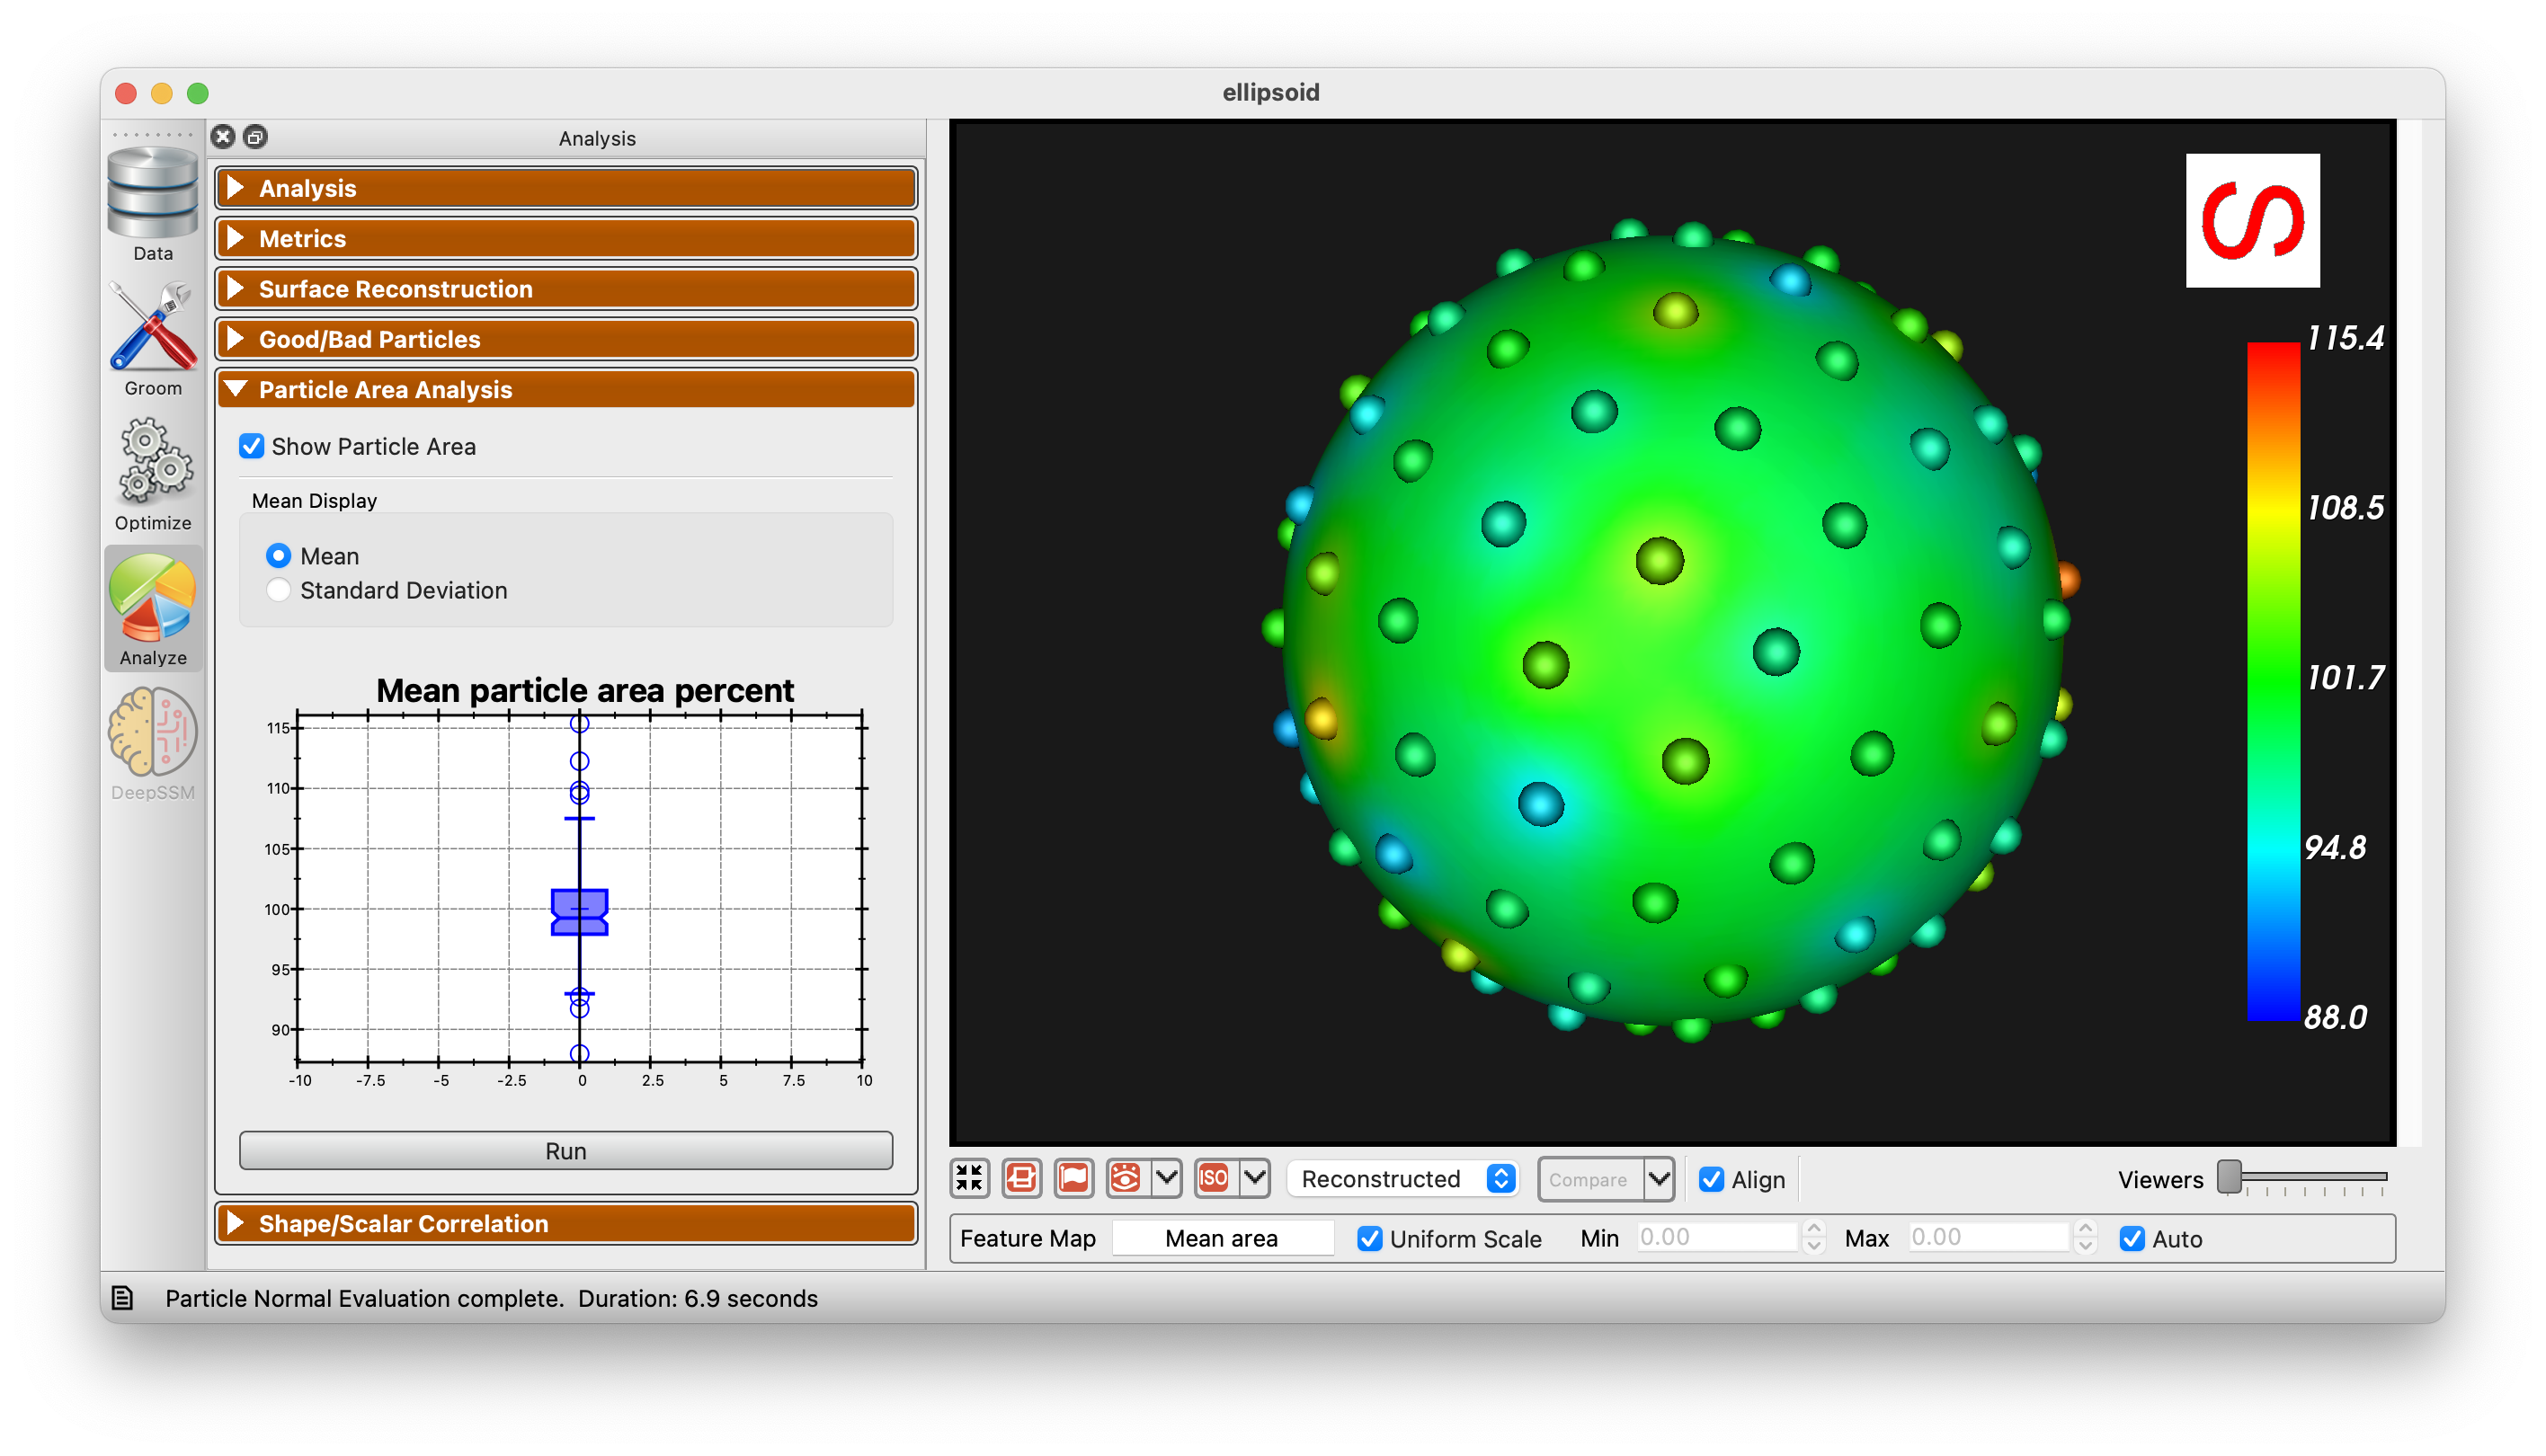 ellipsoid
Analysis
Data
Groom
Optimize
Analyze
DeepSSM
Analysis
Metrics
Surface Reconstruction
Good/Bad Particles
Particle Area Analysis
Show Particle Area
Mean Display
Mean
Standard Deviation
Mean particle area percent
115
110
105
100
95
90
-10 -7.5 -5 -2.5 0 2.5 5 7.5 10
Run
Shape/Scalar Correlation
S
115.4
108.5
101.7
94.8
88.0
ISO Reconstructed Compare Align Viewers
Feature Map Mean area Uniform Scale Min 0.00 Max 0.00 Auto
Particle Normal Evaluation complete. Duration: 6.9 seconds